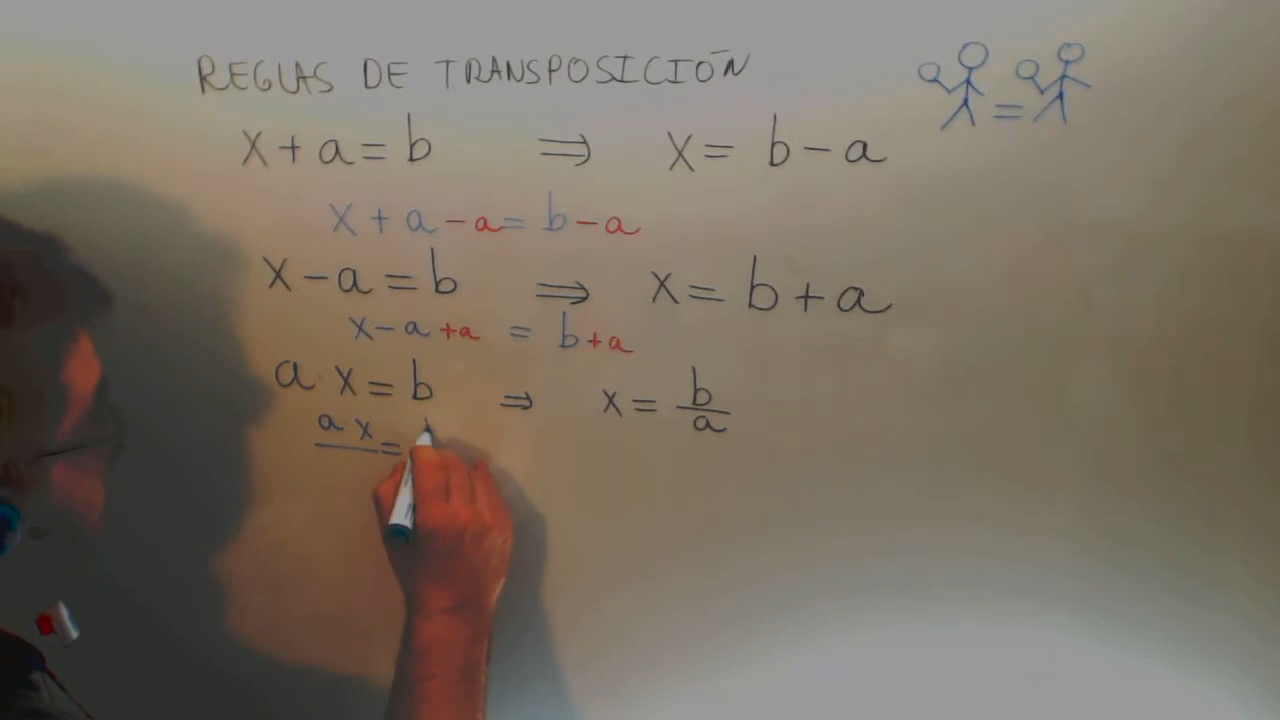 REGLAS DE TRANSPOSICIÓN
x + a = b ⇒ x = b - a
x + a - a = b - a
x - a = b ⇒ x = b + a
x - a + a = b + a
a · x = b ⇒ x = b/a
a x =